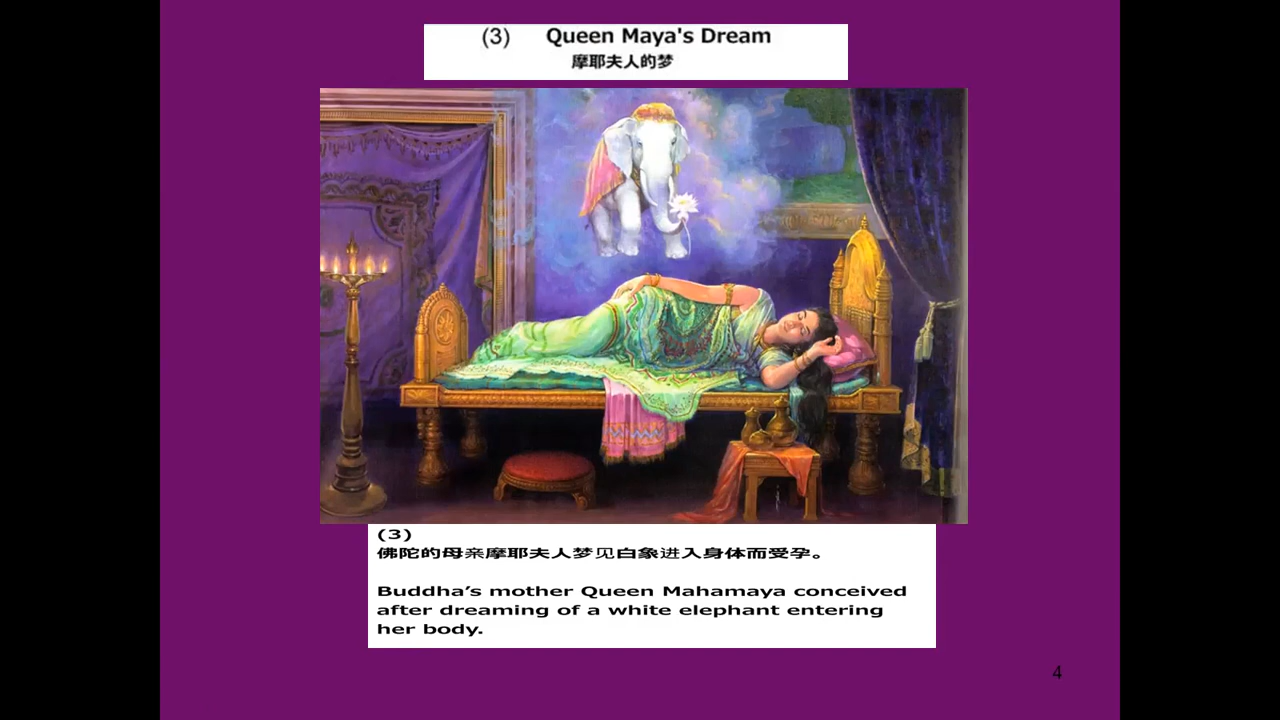 (3) Queen Maya's Dream
摩耶夫人的梦
(3)
佛陀的母亲摩耶夫人梦见白象进入身体而受孕。
Buddha’s mother Queen Mahamaya conceived
after dreaming of a white elephant entering
her body.
4